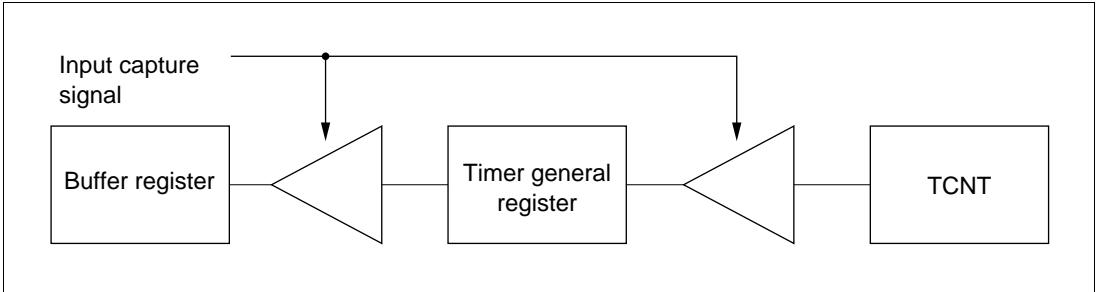 Input capture
signal
Buffer register
Timer general
register
TCNT